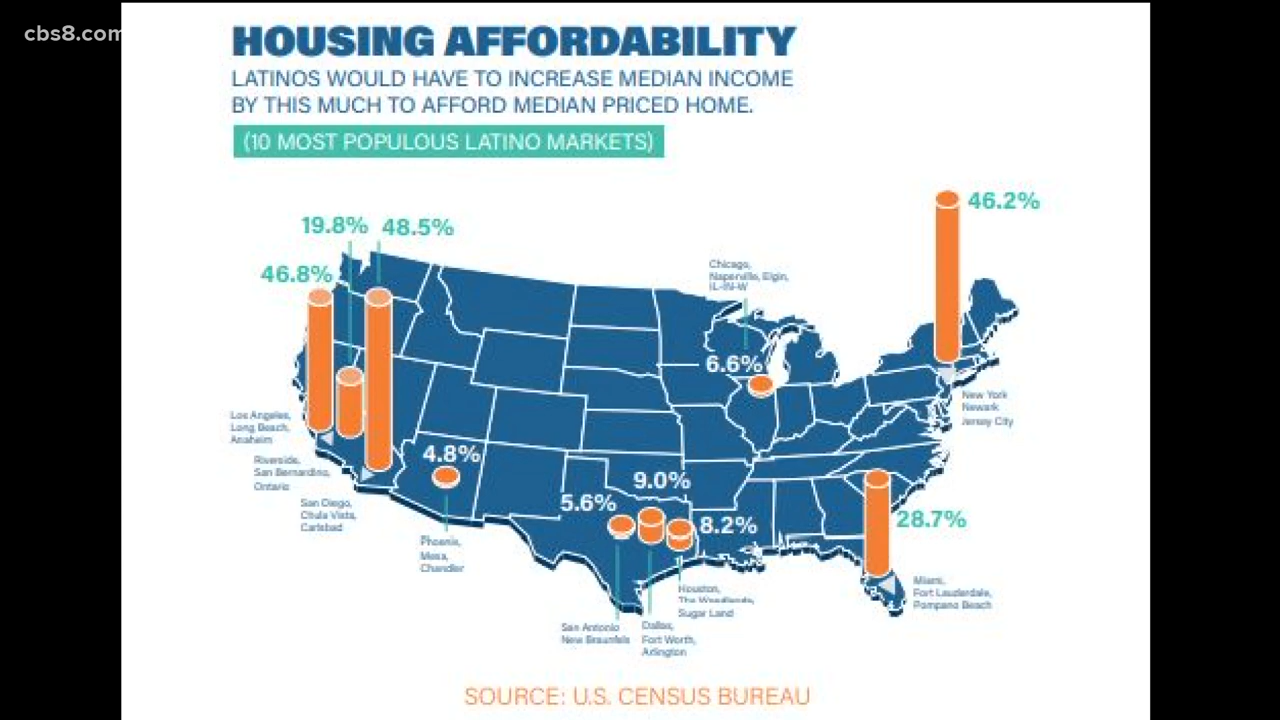 cbs8.com
HOUSING AFFORDABILITY
LATINOS WOULD HAVE TO INCREASE MEDIAN INCOME
BY THIS MUCH TO AFFORD MEDIAN PRICED HOME.
(10 MOST POPULOUS LATINO MARKETS)
46.2%
19.8%
48.5%
46.8%
Chicago,
Naperville, Elgin,
IL-IN-W
6.6%
New York
Newark
Jersey City
Los Angeles,
Long Beach,
Anaheim
Riverside,
San Bernardino,
Ontario
San Diego,
Chula Vista,
Carlsbad
4.8%
Phoenix,
Mesa,
Chandler
5.6%
9.0%
8.2%
28.7%
Houston,
The Woodlands,
Sugar Land
San Antonio
New Braunfels
Dallas,
Fort Worth,
Arlington
Miami,
Fort Lauderdale,
Pompano Beach
SOURCE: U.S. CENSUS BUREAU